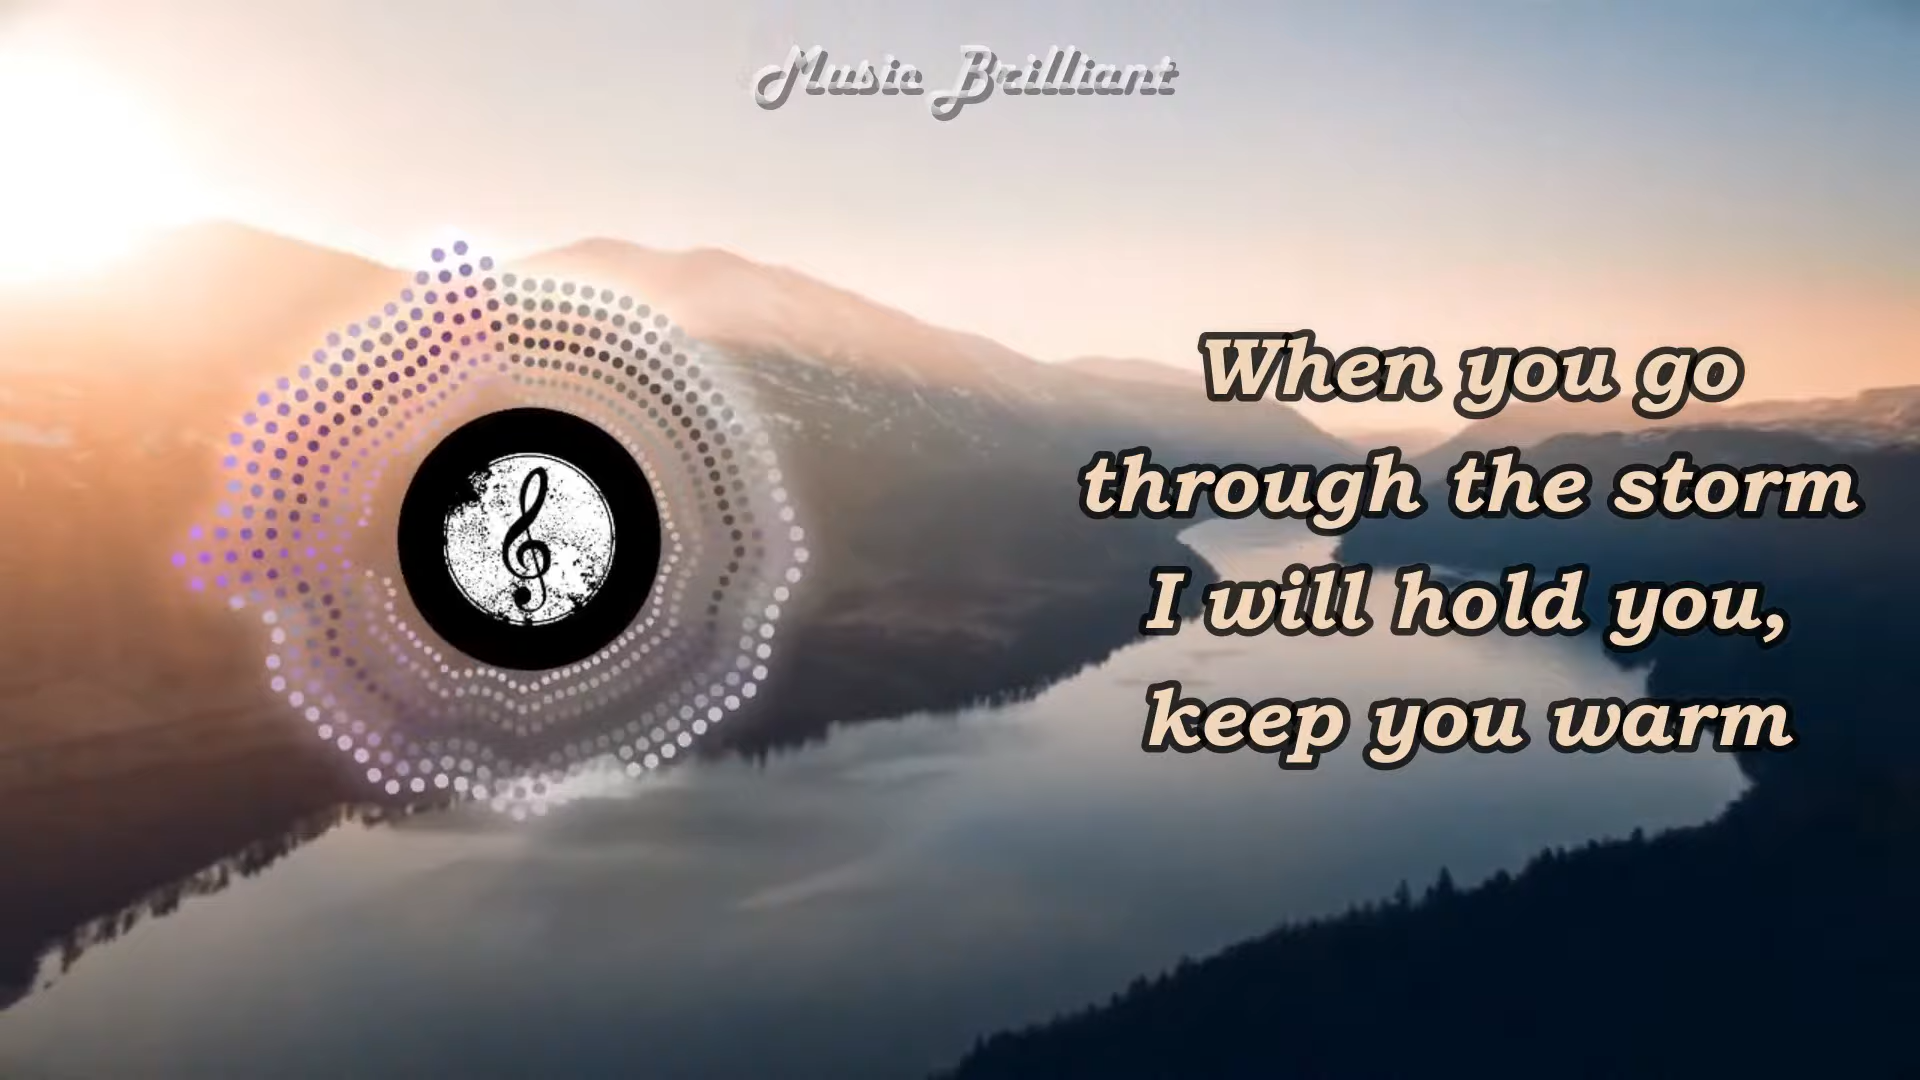 Music Brilliant
When you go
through the storm
I will hold you,
keep you warm